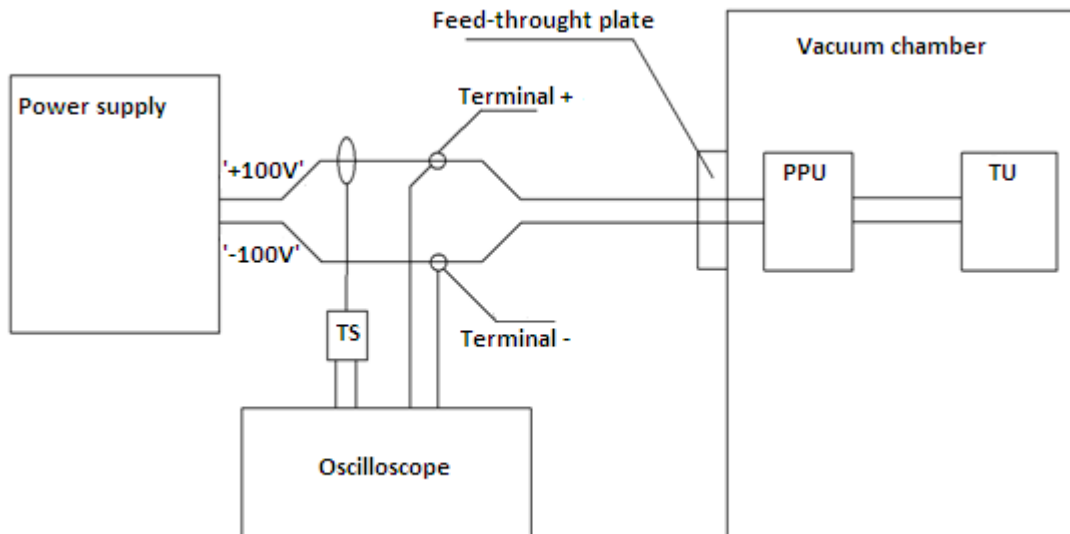 Feed-throught plate
Vacuum chamber
Power supply
Terminal +
'+100V'
PPU
TU
'-100V'
TS
Terminal -
Oscilloscope